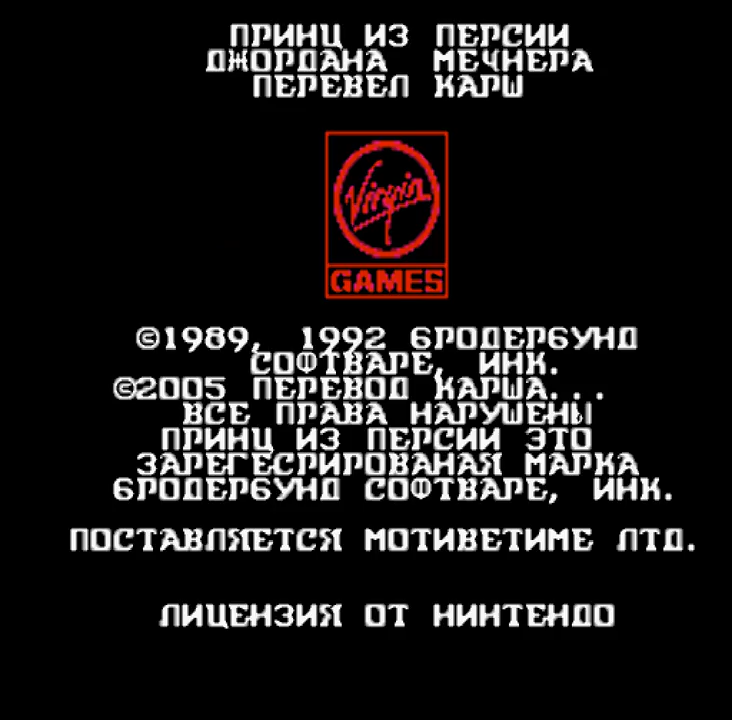 ПРИНЦ ИЗ ПЕРСИИ
ДЖОРДАНА МЕЧНЕРА
ПЕРЕВЕЛ КАРШ
Virgin
GAMES
©1989, 1992 БРОДЕРБУНД
СОФТВАРЕ, ИНК.
©2005 ПЕРЕВОД КАРША...
ВСЕ ПРАВА НАРУШЕНЫ
ПРИНЦ ИЗ ПЕРСИИ ЭТО
ЗАРЕГЕСРИРОВАНАЯ МАРКА
БРОДЕРБУНД СОФТВАРЕ, ИНК.
ПОСТАВЛЯЕТСЯ МОТИВЕТИМЕ ЛТД.
ЛИЦЕНЗИЯ ОТ НИНТЕНДО